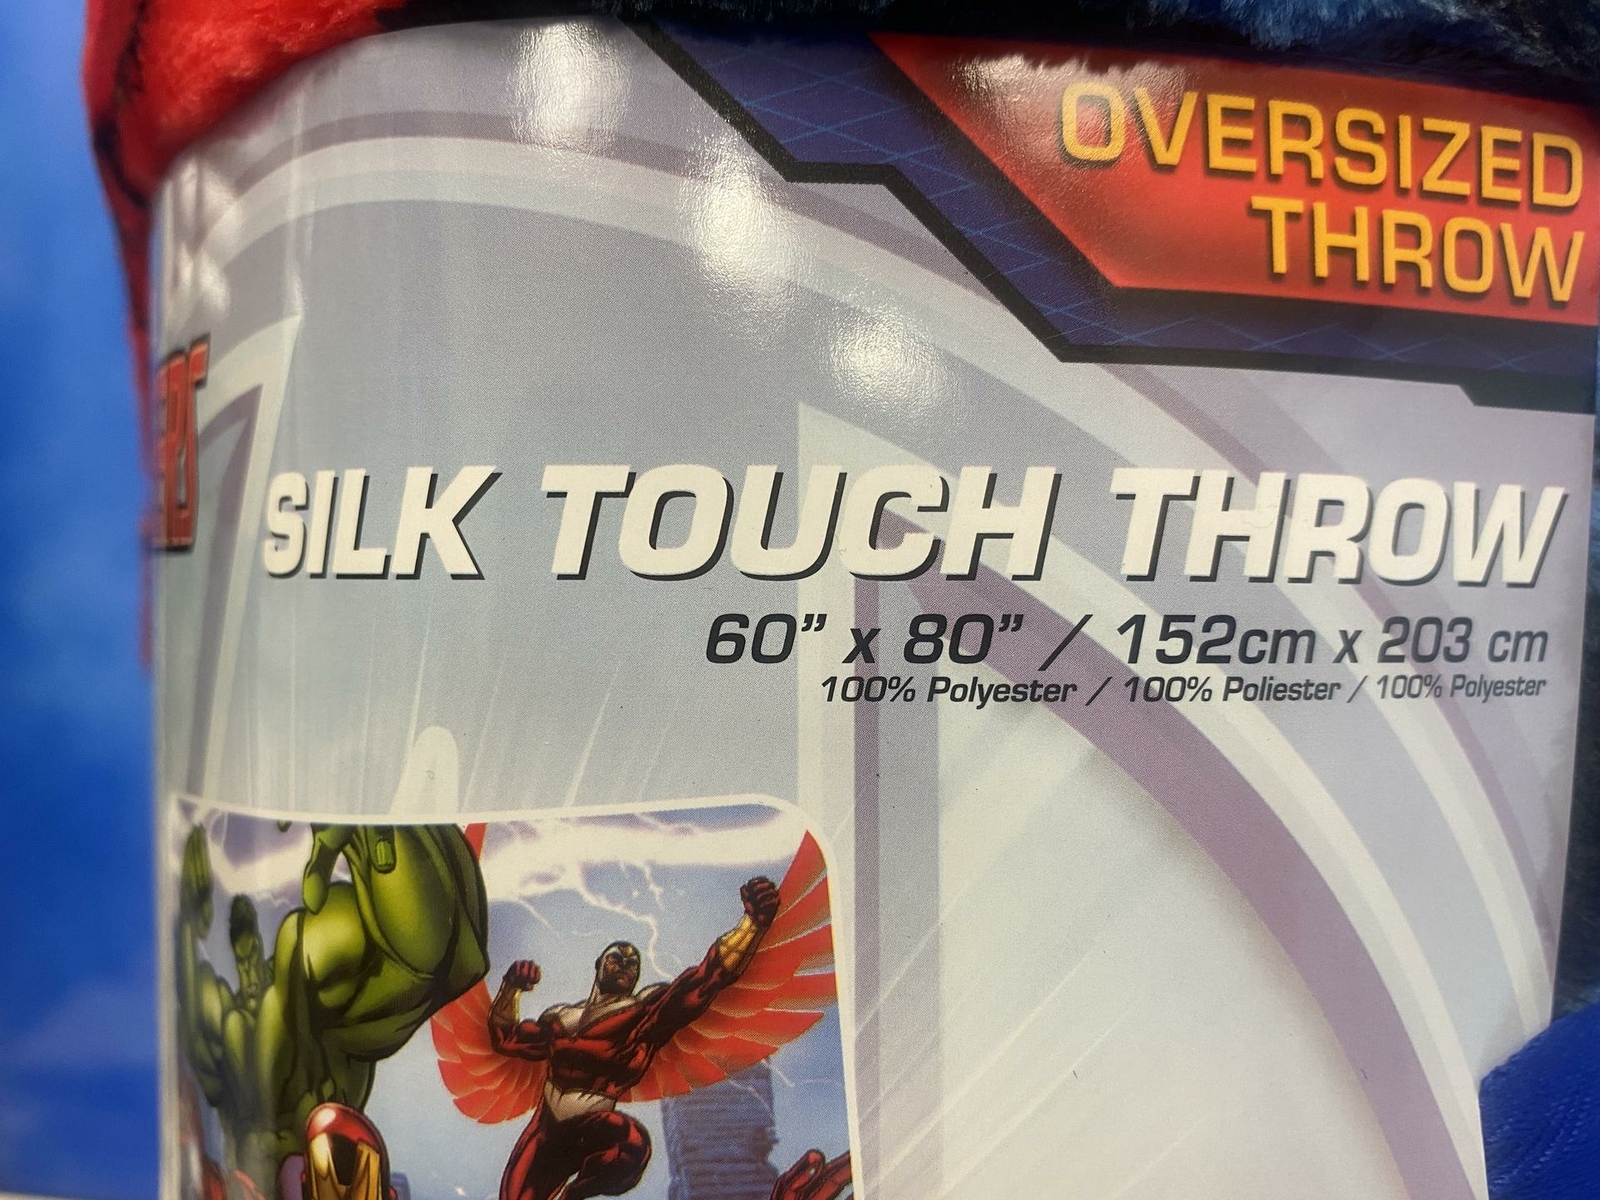 OVERSIZED
THROW
SILK TOUCH THROW
60” x 80” / 152cm x 203 cm
100% Polyester / 100% Poliester / 100% Polyester